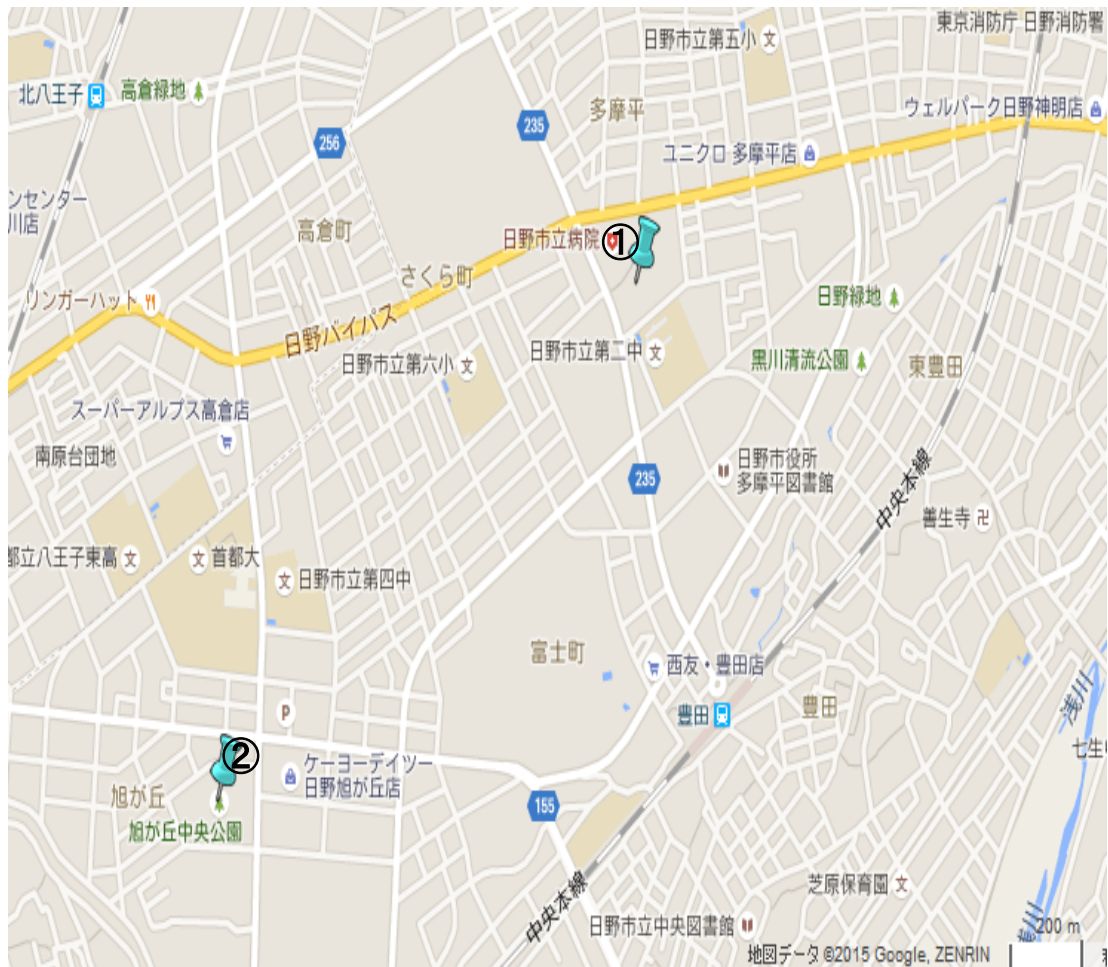 東京消防庁 日野消防署
日野市立第五小
北八王子
高倉緑地
多摩平
ウェルパーク日野神明店
235
256
ユニクロ 多摩平店
ンセンター
川店
高倉町
日野市立病院
①
さくら町
リンガーハット
日野緑地
日野バイパス
日野市立第六小
日野市立第二中
黒川清流公園
東豊田
スーパーアルプス高倉店
南原台団地
日野市役所
多摩平図書館
235
中央本線
善生寺
都立八王子東高
首都大
日野市立第四中
富士町
西友・豊田店
豊田
豊田
浅川
P
七生
②
ケーヨーデイツー
日野旭が丘店
旭が丘
旭が丘中央公園
155
芝原保育園
中央本線
日野市立中央図書館
浅川
200 m
地図データ ©2015 Google, ZENRIN